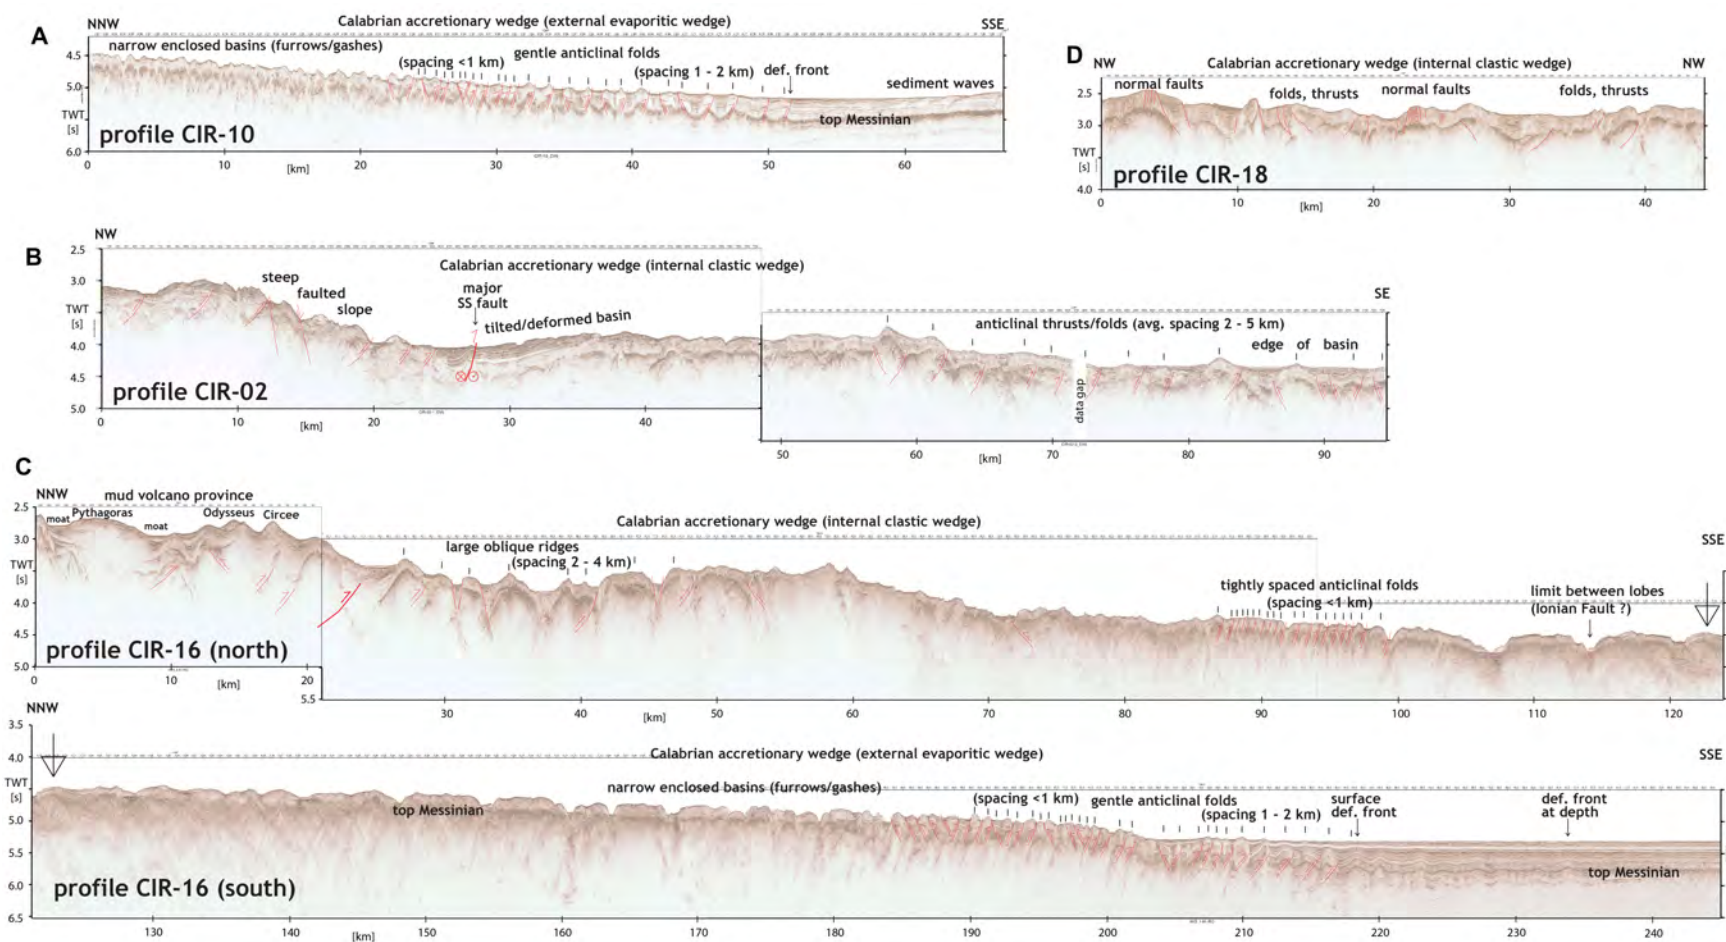 A
NNW
Calabrian accretionary wedge (external evaporitic wedge)
SSE
narrow enclosed basins (furrows/gashes)
gentle anticlinal folds
(spacing <1 km)
(spacing 1 - 2 km)
def. front
sediment waves
4.5
5.0
TWT
[s]
6.0
profile CIR-10
top Messinian
0
10
20
30
40
50
60
[km]
D
NW
Calabrian accretionary wedge (internal clastic wedge)
NW
normal faults
folds, thrusts
normal faults
folds, thrusts
2.5
3.0
TWT
[s]
4.0
profile CIR-18
0
10
20
30
40
[km]
B
NW
Calabrian accretionary wedge (internal clastic wedge)
SE
steep
faulted
slope
major
SS fault
tilted/deformed basin
anticlinal thrusts/folds (avg. spacing 2 - 5 km)
edge of basin
data gap
2.5
3.0
TWT
[s]
4.0
4.5
5.0
profile CIR-02
0
10
20
30
40
[km]
50
60
70
80
90
[km]
C
NNW
mud volcano province
moat
Pythagoras
moat
Odysseus
Circee
Calabrian accretionary wedge (internal clastic wedge)
SSE
large oblique ridges
(spacing 2 - 4 km)
tightly spaced anticlinal folds
(spacing <1 km)
limit between lobes
(Ionian Fault ?)
2.5
3.0
TWT
[s]
4.0
4.5
5.0
5.5
profile CIR-16 (north)
0
10
20
[km]
30
40
50
60
70
80
90
100
110
120
[km]
NNW
Calabrian accretionary wedge (external evaporitic wedge)
SSE
narrow enclosed basins (furrows/gashes)
top Messinian
(spacing <1 km)
gentle anticlinal folds
(spacing 1 - 2 km)
surface
def. front
def. front
at depth
top Messinian
3.5
4.0
TWT
[s]
5.0
5.5
6.0
6.5
profile CIR-16 (south)
130
140
150
160
170
180
190
200
210
220
230
240
[km]